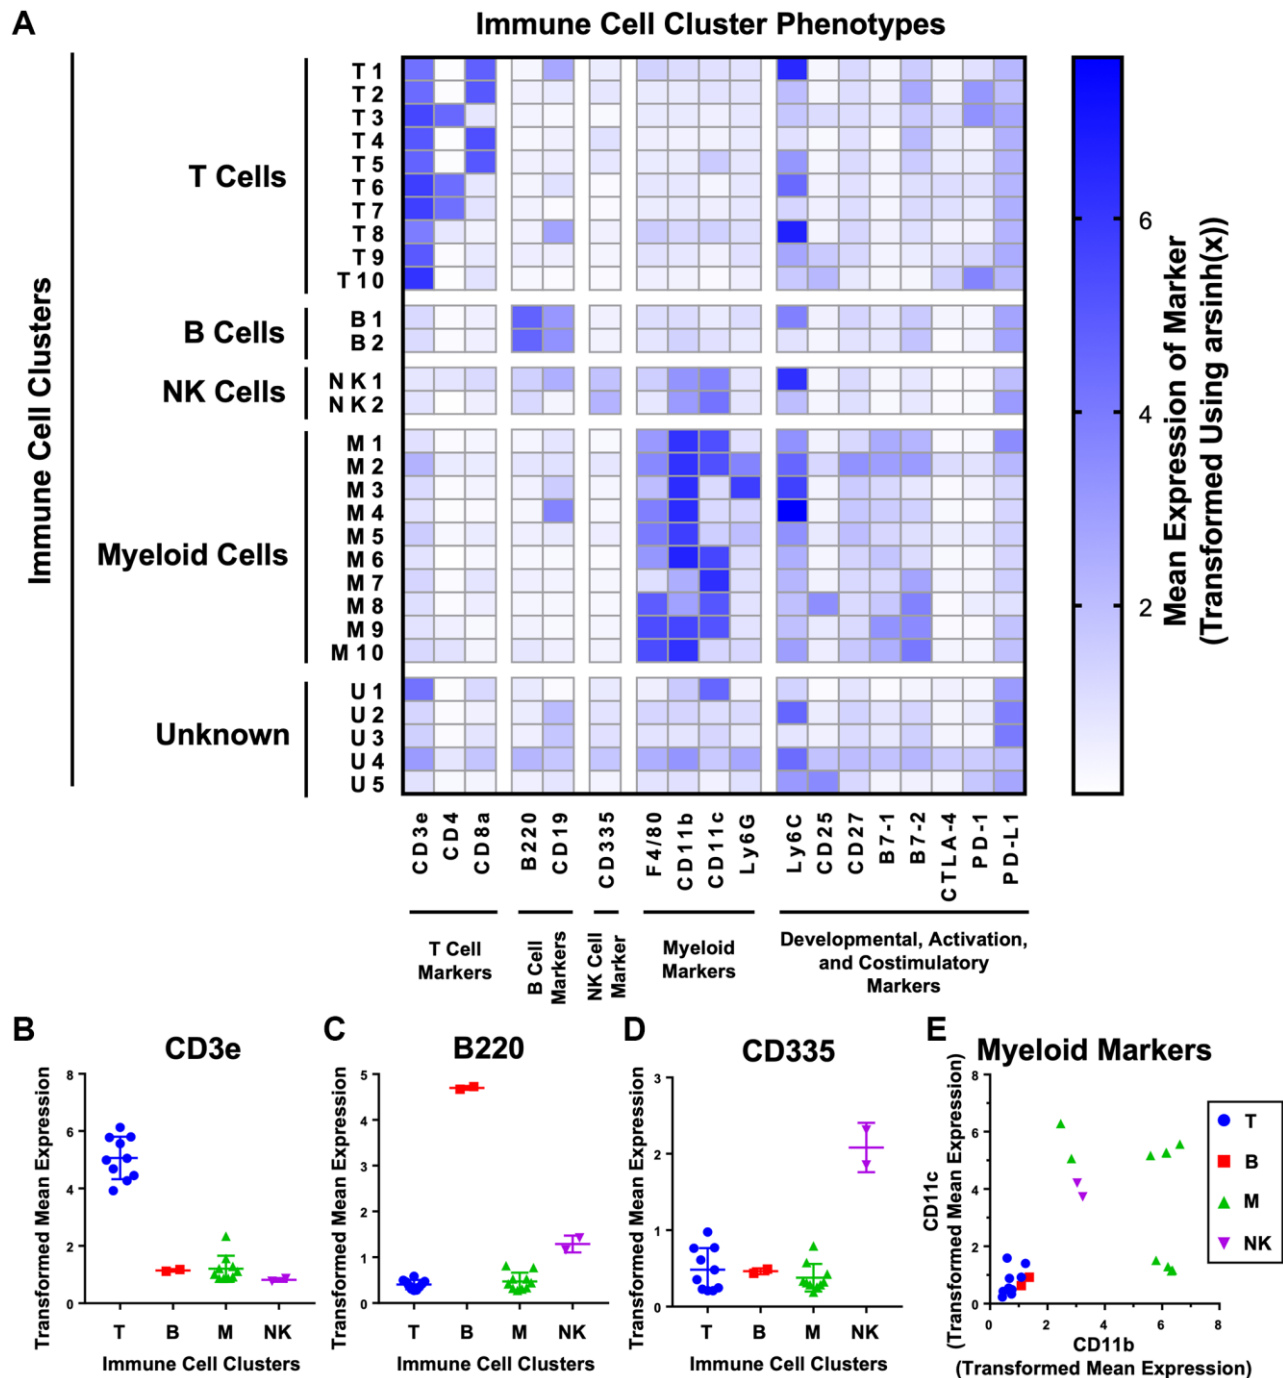 A
Immune Cell Cluster Phenotypes
Immune Cell Clusters
T Cells
T 1
T 2
T 3
T 4
T 5
T 6
T 7
T 8
T 9
T 10
B Cells
B 1
B 2
NK Cells
NK 1
NK 2
Myeloid Cells
M 1
M 2
M 3
M 4
M 5
M 6
M 7
M 8
M 9
M 10
Unknown
U 1
U 2
U 3
U 4
U 5
CD3e
CD4
CD8a
B220
CD19
CD335
F4/80
CD11b
CD11c
Ly6G
Ly6C
CD25
CD27
B7-1
B7-2
CTLA-4
PD-1
PD-L1
T Cell
Markers
B Cell
Markers
NK Cell
Marker
Myeloid
Markers
Developmental, Activation,
and Costimulatory
Markers
6
4
2
Mean Expression of Marker
(Transformed Using arsinh(x))
B
CD3e
Transformed Mean Expression
8
6
4
2
0
T B M NK
Immune Cell Clusters
C
B220
Transformed Mean Expression
5
4
3
2
1
0
T B M NK
Immune Cell Clusters
D
CD335
Transformed Mean Expression
3
2
1
0
T B M NK
Immune Cell Clusters
E
Myeloid Markers
CD11c
(Transformed Mean Expression)
8
6
4
2
0
0 2 4 6 8
CD11b
(Transformed Mean Expression)
T
B
M
NK